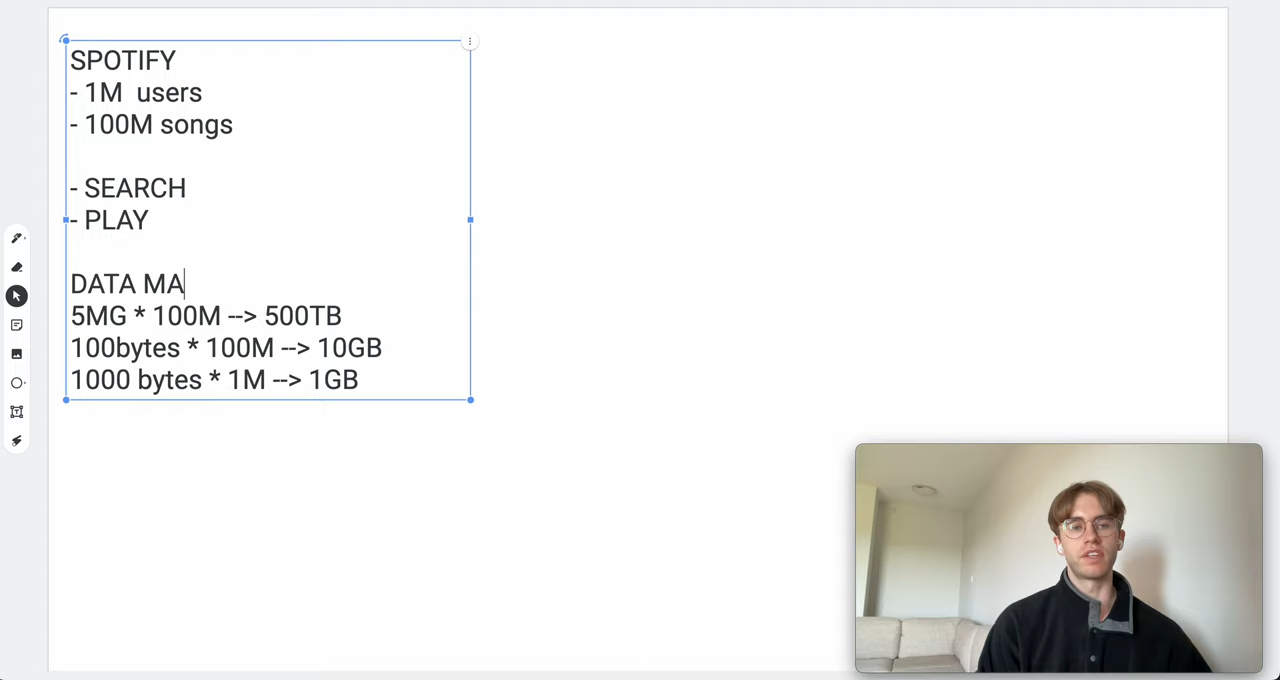 SPOTIFY
- 1M  users
- 100M songs
- SEARCH
- PLAY
DATA MA
5MG * 100M --> 500TB
100bytes * 100M --> 10GB
1000 bytes * 1M --> 1GB